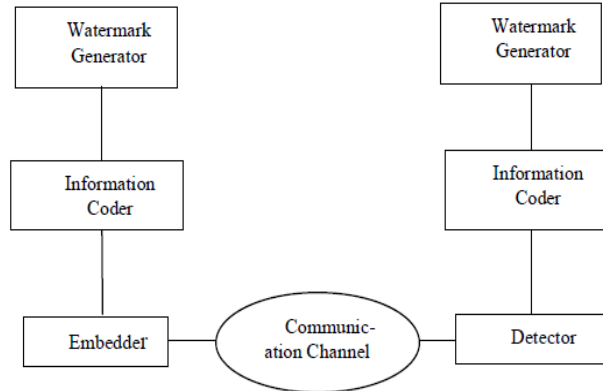 Watermark
Generator
Watermark
Generator
Information
Coder
Information
Coder
Embedder
Communic-
ation Channel
Detector